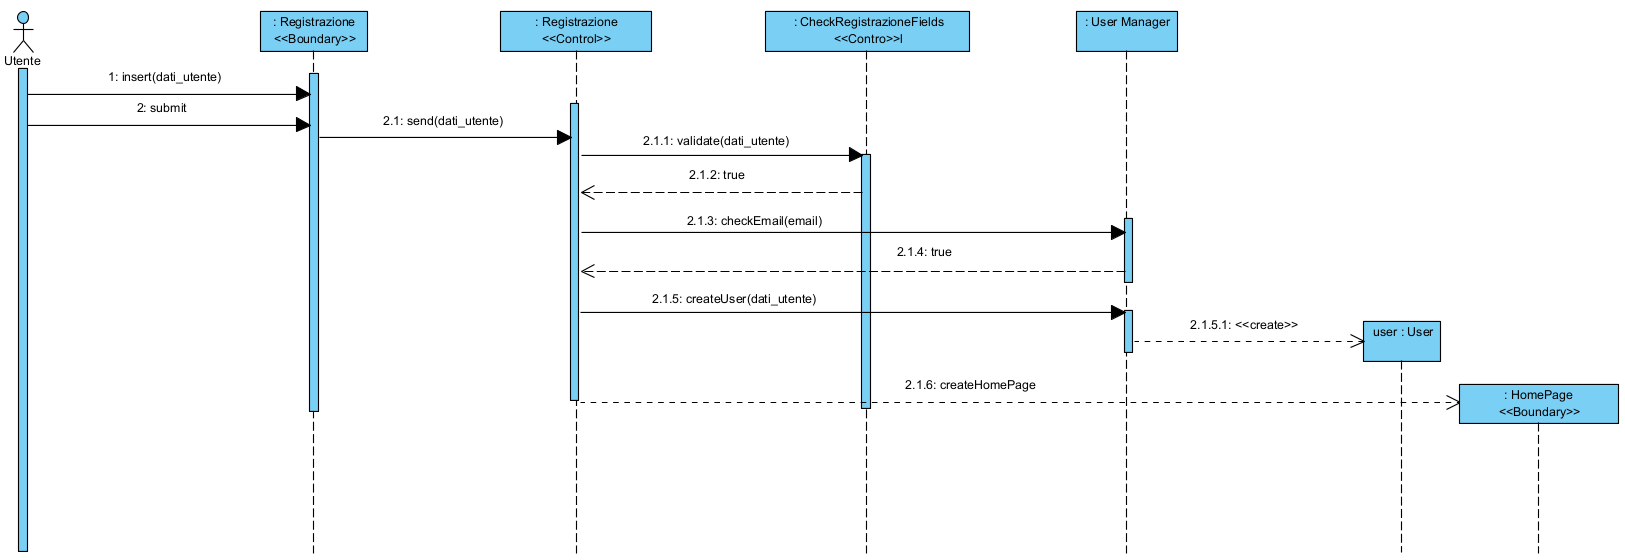 : Registrazione
<<Boundary>>
: Registrazione
<<Control>>
: CheckRegistrazioneFields
<<Contro>>l
: User Manager
Utente
1: insert(dati_utente)
2: submit
2.1: send(dati_utente)
2.1.1: validate(dati_utente)
2.1.2: true
2.1.3: checkEmail(email)
2.1.4: true
2.1.5: createUser(dati_utente)
2.1.5.1: <<create>>
user : User
2.1.6: createHomePage
: HomePage
<<Boundary>>